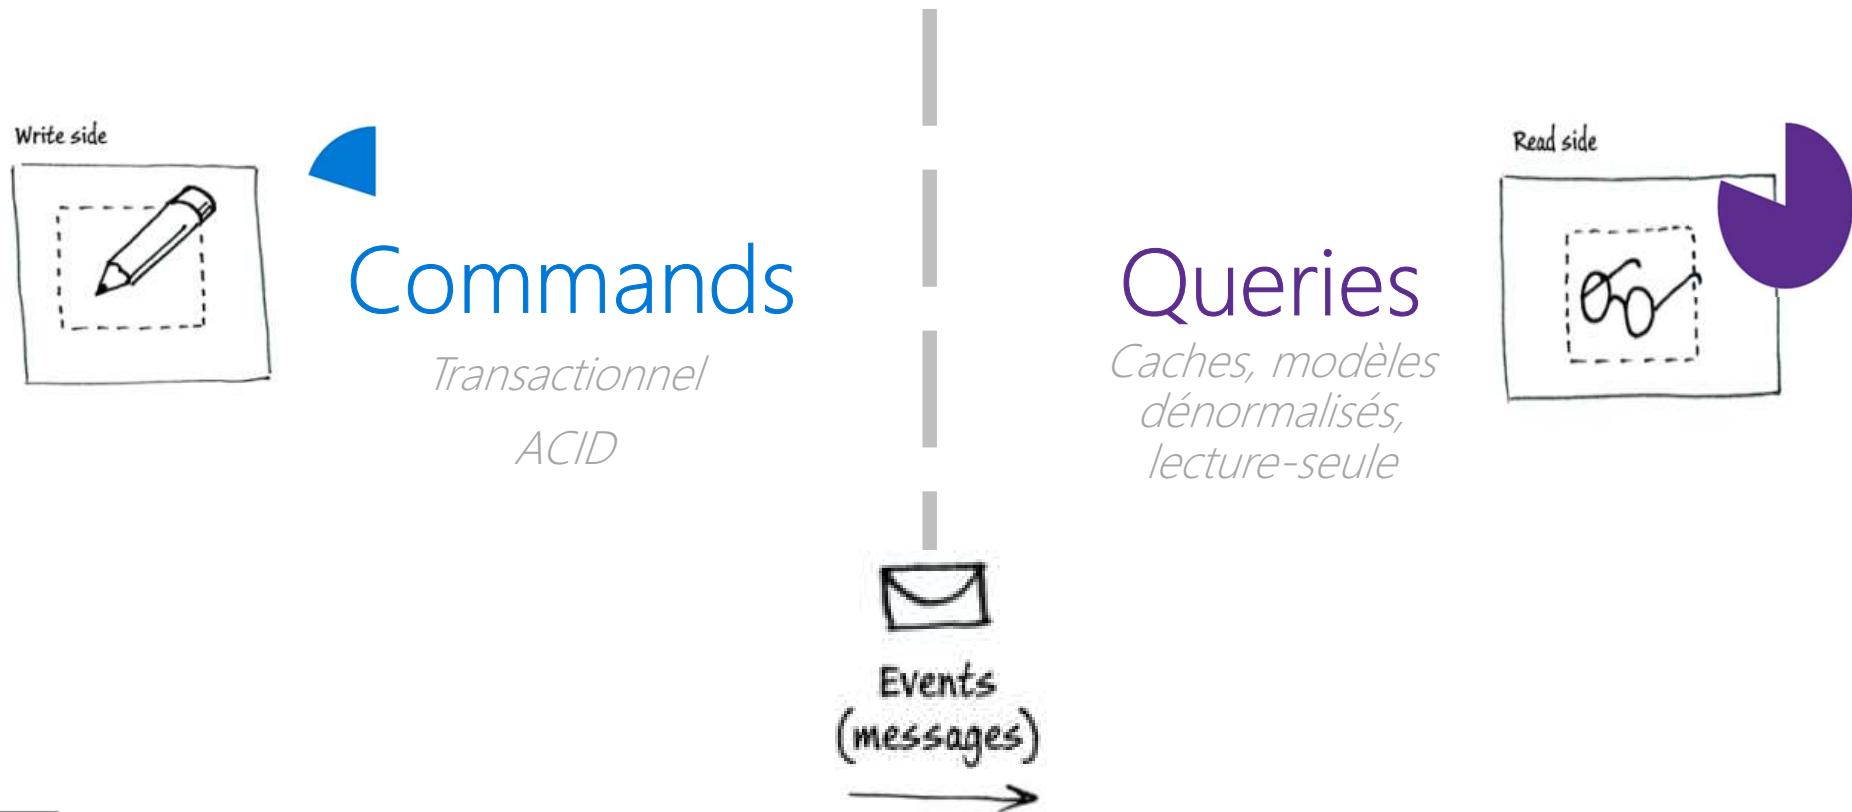 Write side
Commands
Transactionnel
ACID
Read side
Queries
Caches, modèles
dénormalisés,
lecture-seule
Events
(messages)